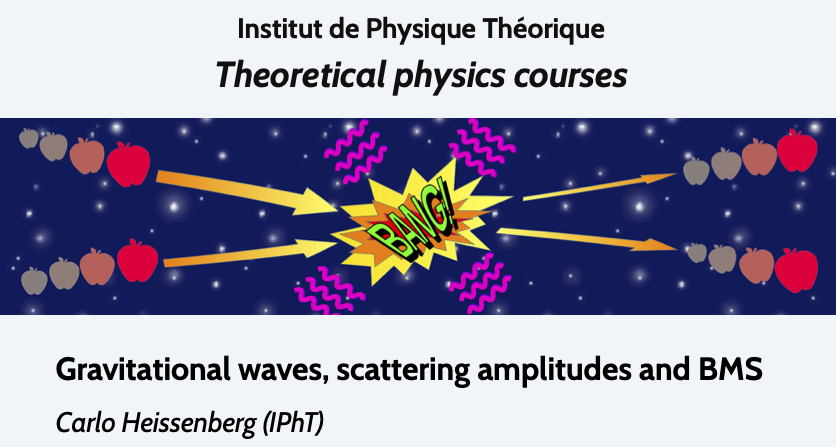 Institut de Physique Théorique
Theoretical physics courses
BANG!
Gravitational waves, scattering amplitudes and BMS
Carlo Heissenberg (IPhT)